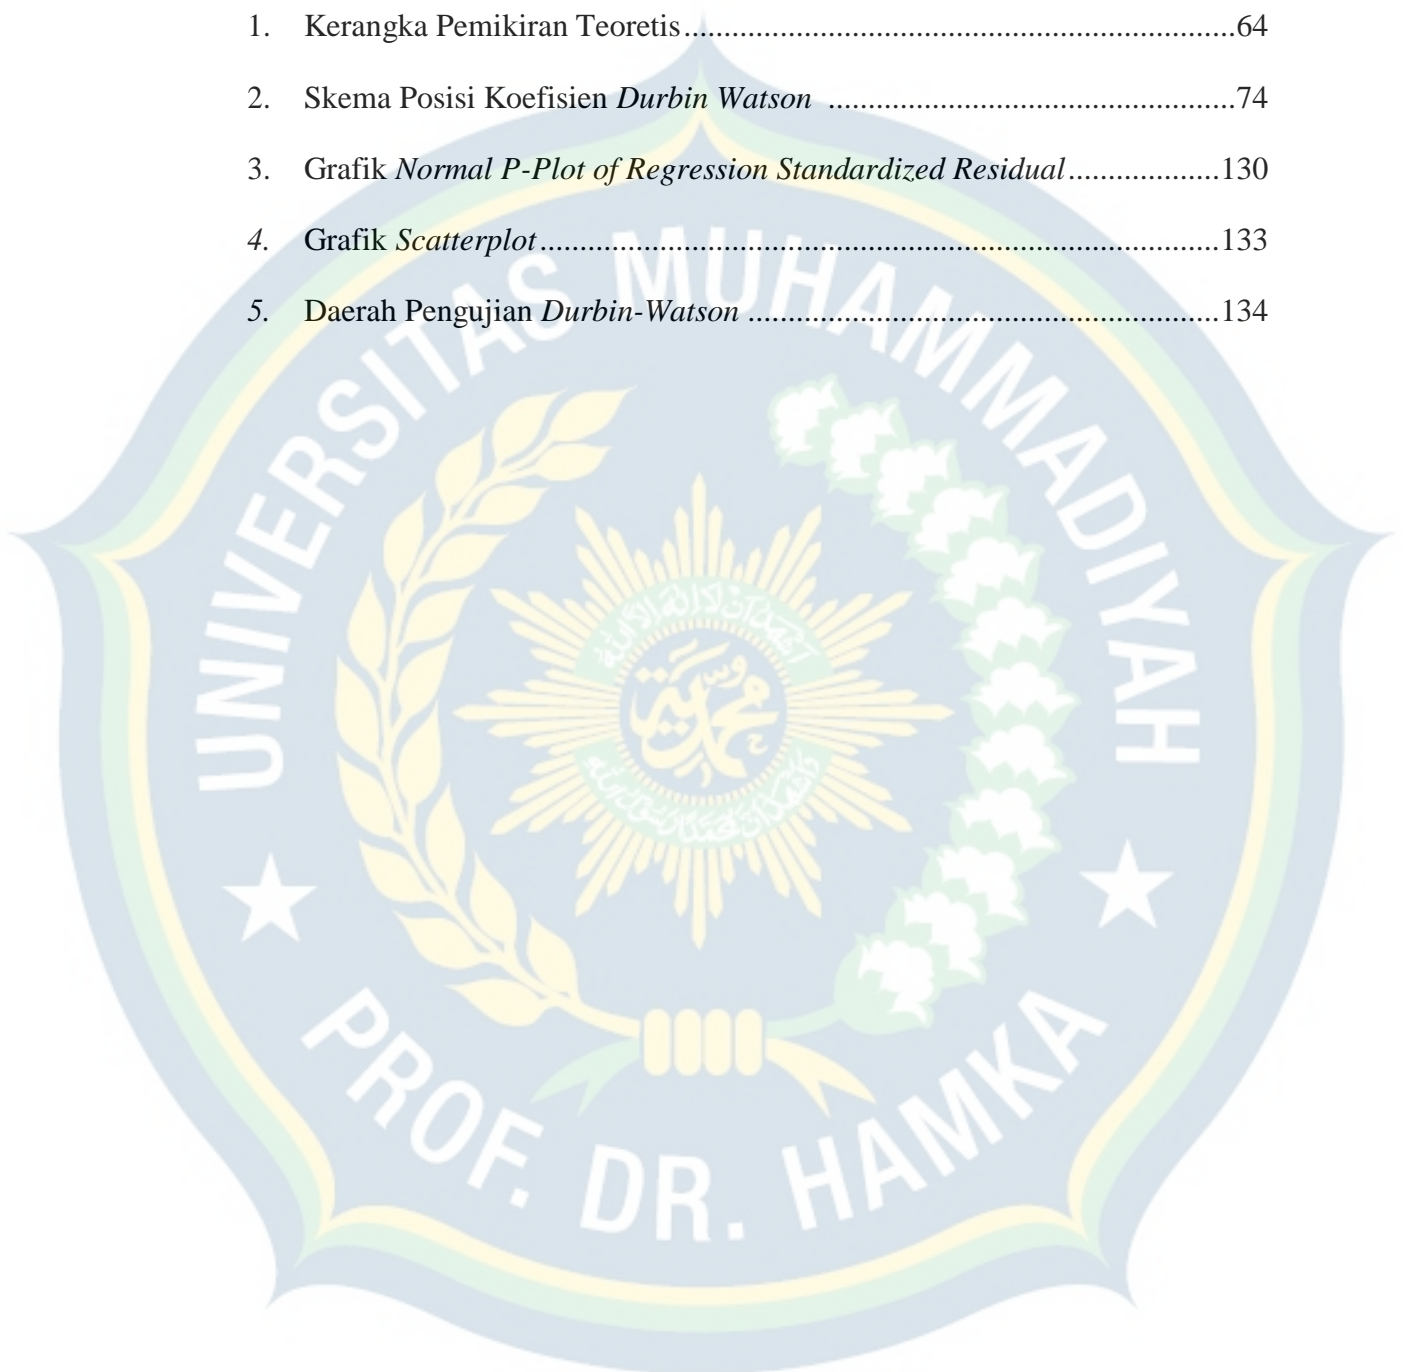 1. Kerangka Pemikiran Teoretis......................................................................64
2. Skema Posisi Koefisien Durbin Watson ...................................................74
3. Grafik Normal P-Plot of Regression Standardized Residual...................130
4. Grafik Scatterplot.....................................................................................133
5. Daerah Pengujian Durbin-Watson ...........................................................134
UNIVERSITAS MUHAMMADIYAH
PROF. DR. HAMKA